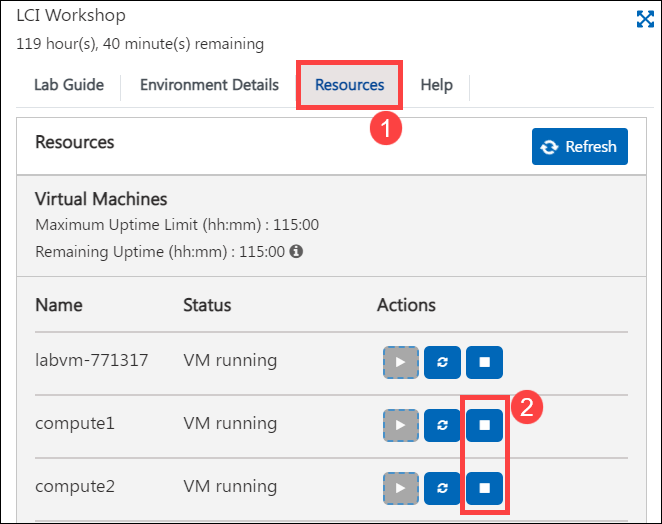 LCI Workshop
119 hour(s), 40 minute(s) remaining
Lab Guide Environment Details Resources Help
1
Resources Refresh
Virtual Machines
Maximum Uptime Limit (hh:mm) : 115:00
Remaining Uptime (hh:mm) : 115:00
Name Status Actions
labvm-771317 VM running
2
compute1 VM running
compute2 VM running